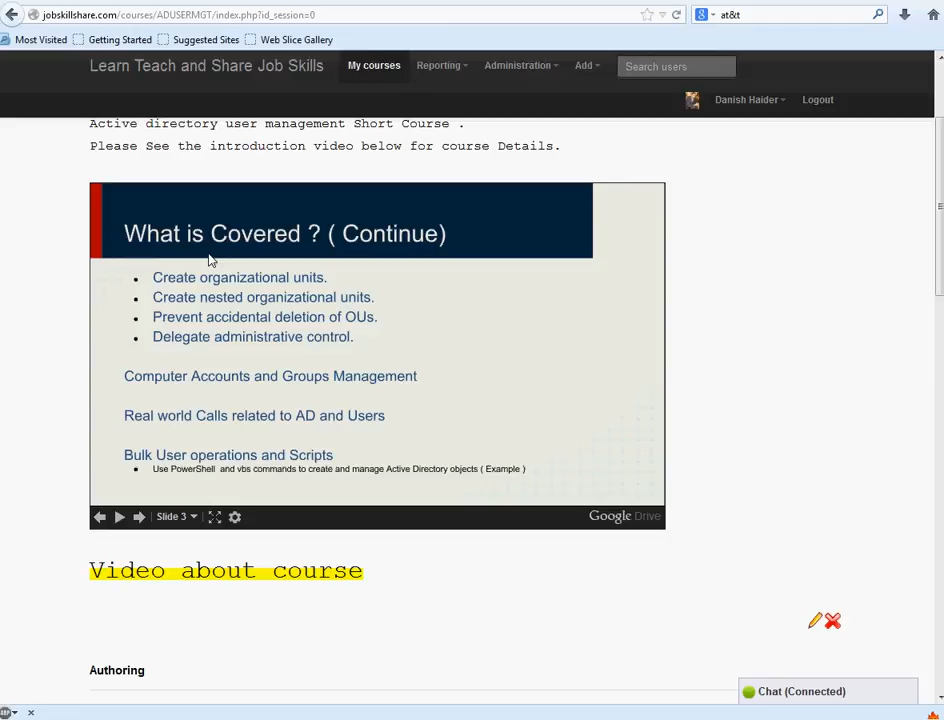 jobskillshare.com/courses/ADUSERMGT/index.php?id_session=0
at&t
Most Visited Getting Started Suggested Sites Web Slice Gallery
Learn Teach and Share Job Skills My courses Reporting Administration Add Search users
Danish Haider Logout
Active directory user management Short Course .
Please See the introduction video below for course Details.
What is Covered ? ( Continue)
• Create organizational units.
• Create nested organizational units.
• Prevent accidental deletion of OUs.
• Delegate administrative control.
Computer Accounts and Groups Management
Real world Calls related to AD and Users
Bulk User operations and Scripts
• Use PowerShell and vbs commands to create and manage Active Directory objects ( Example )
Slide 3 Google Drive
Video about course
Authoring
Chat (Connected)